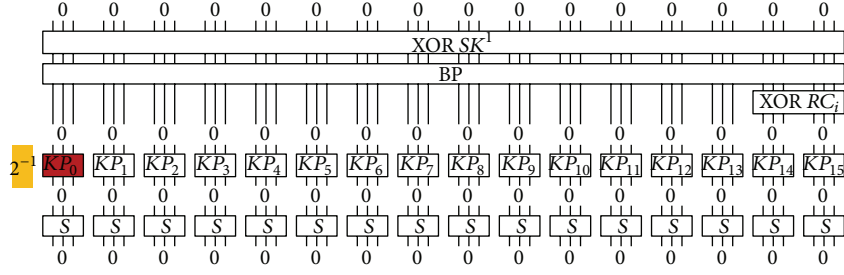 0 0 0 0 0 0 0 0 0 0 0 0 0 0 0 0
XOR SK¹
BP
XOR RCᵢ
0 0 0 0 0 0 0 0 0 0 0 0 0 0 0 0
2⁻¹ KP₀ KP₁ KP₂ KP₃ KP₄ KP₅ KP₆ KP₇ KP₈ KP₉ KP₁₀ KP₁₁ KP₁₂ KP₁₃ KP₁₄ KP₁₅
0 0 0 0 0 0 0 0 0 0 0 0 0 0 0 0
S S S S S S S S S S S S S S S S
0 0 0 0 0 0 0 0 0 0 0 0 0 0 0 0